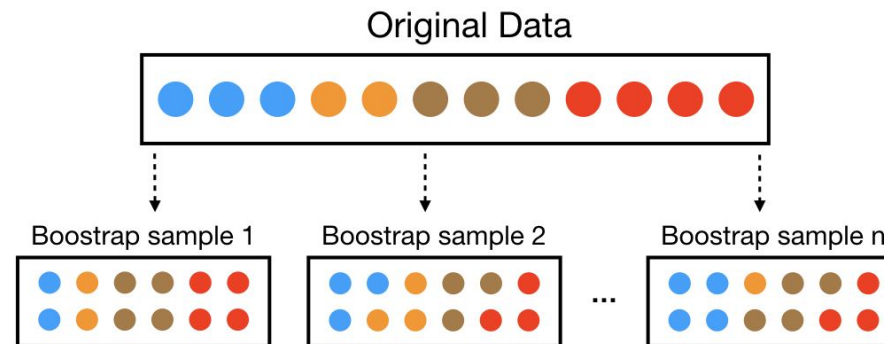 Original Data
Boostrap sample 1
Boostrap sample 2
Boostrap sample n
...